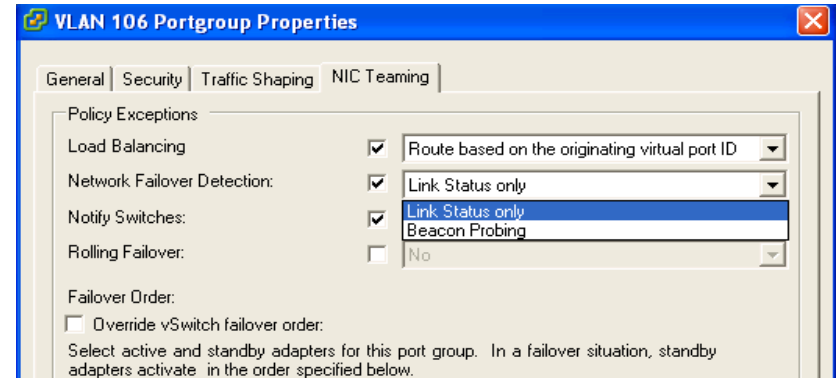 VLAN 106 Portgroup Properties
General Security Traffic Shaping NIC Teaming
Policy Exceptions
Load Balancing Route based on the originating virtual port ID
Network Failover Detection: Link Status only
Link Status only
Notify Switches:
Beacon Probing
Rolling Failover: No
Failover Order:
Override vSwitch failover order:
Select active and standby adapters for this port group. In a failover situation, standby
adapters activate in the order specified below.